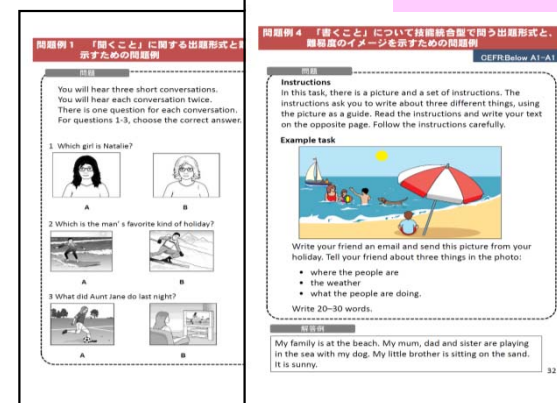 問題例1 「聞くこと」に関する出題形式と
示すための問題例
問題
You will hear three short conversations.
You will hear each conversation twice.
There is one question for each conversation.
For questions 1-3, choose the correct answer.
1 Which girl is Natalie?
A
B
2 Which is the man's favorite kind of holiday?
A
B
3 What did Aunt Jane do last night?
A
B
問題例4 「書くこと」について技能統合型で問う出題形式と、
難易度のイメージを示すための問題例
CEFR:Below A1-A1
問題
Instructions
In this task, there is a picture and a set of instructions. The
instructions ask you to write about three different things, using
the picture as a guide. Read the instructions and write your text
on the opposite page. Follow the instructions carefully.
Example task
Write your friend an email and send this picture from your
holiday. Tell your friend about three things in the photo:
• where the people are
• the weather
• what the people are doing.
Write 20–30 words.
解答例
My family is at the beach. My mum, dad and sister are playing
in the sea with my dog. My little brother is sitting on the sand.
It is sunny.
32